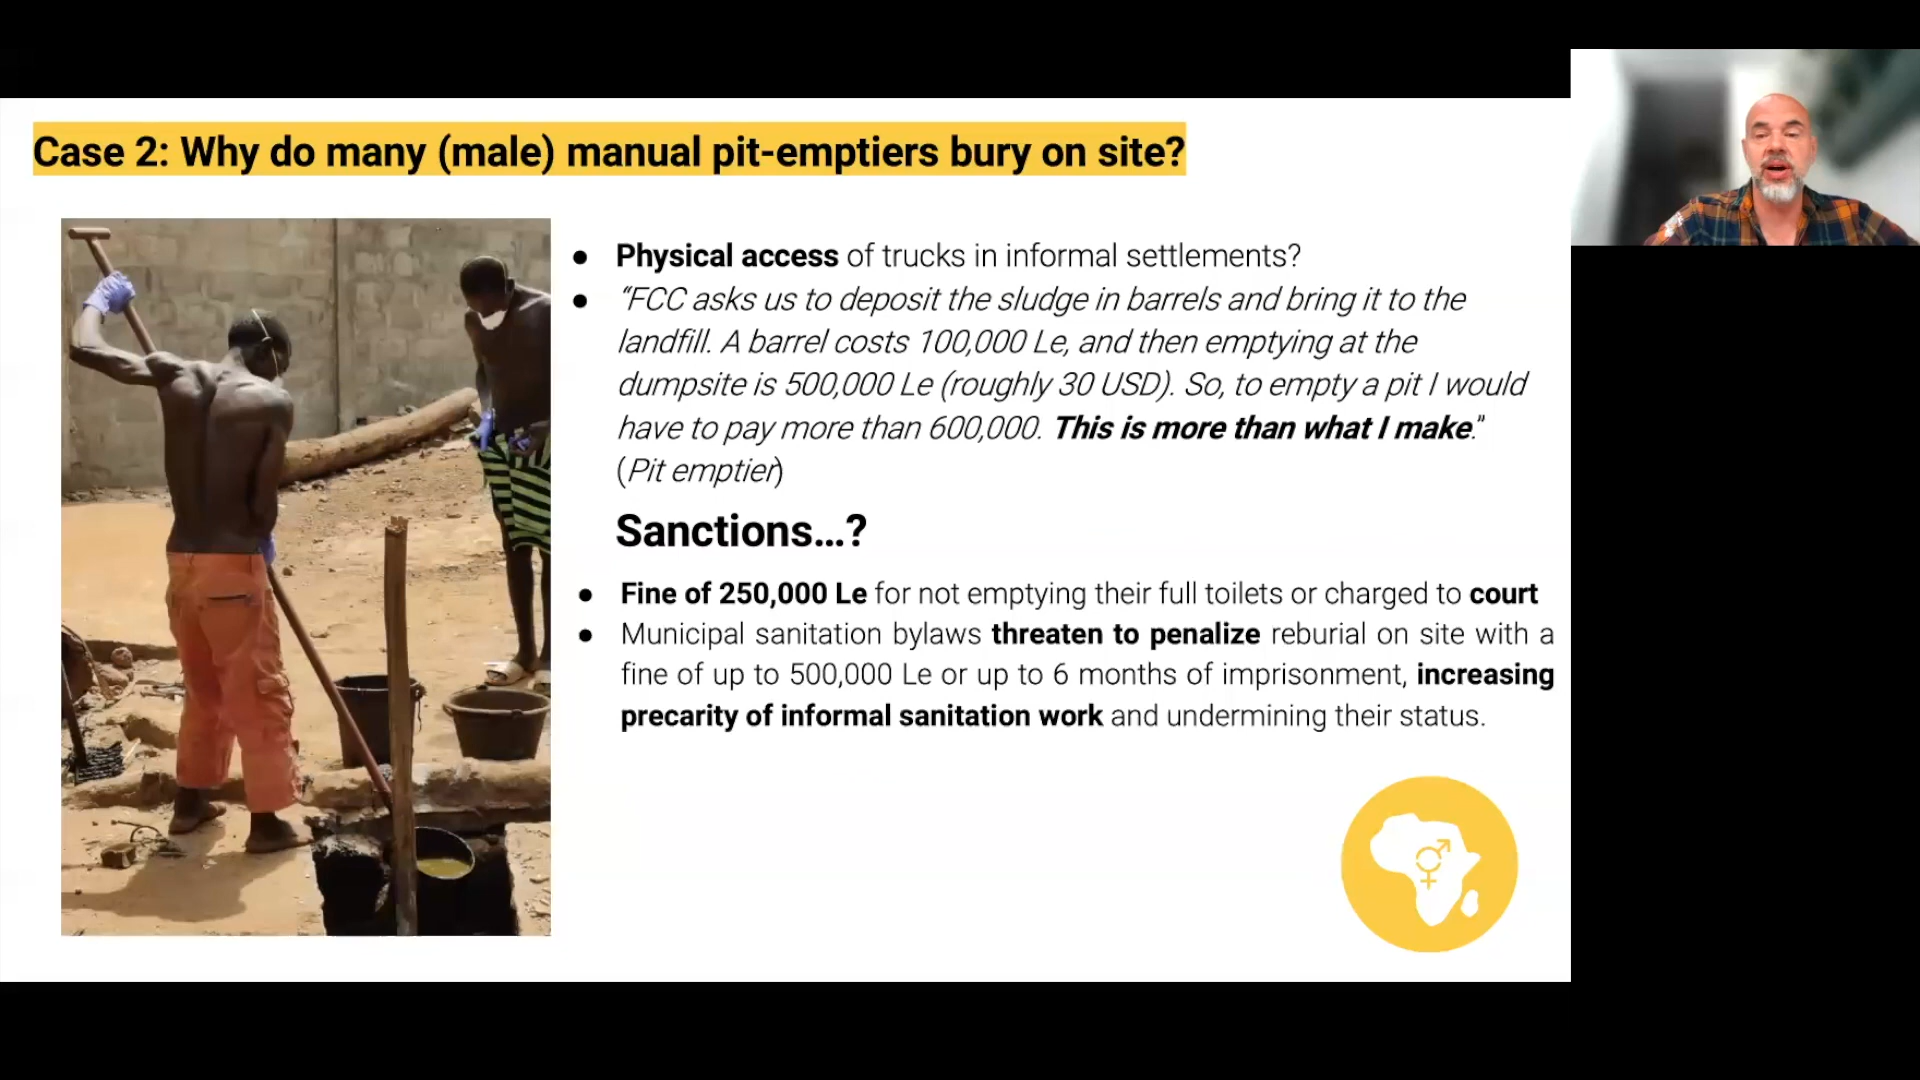 Case 2: Why do many (male) manual pit-emptiers bury on site?
● Physical access of trucks in informal settlements?
● “FCC asks us to deposit the sludge in barrels and bring it to the
landfill. A barrel costs 100,000 Le, and then emptying at the
dumpsite is 500,000 Le (roughly 30 USD). So, to empty a pit I would
have to pay more than 600,000. This is more than what I make.”
(Pit emptier)
Sanctions...?
● Fine of 250,000 Le for not emptying their full toilets or charged to court
● Municipal sanitation bylaws threaten to penalize reburial on site with a
fine of up to 500,000 Le or up to 6 months of imprisonment, increasing
precarity of informal sanitation work and undermining their status.